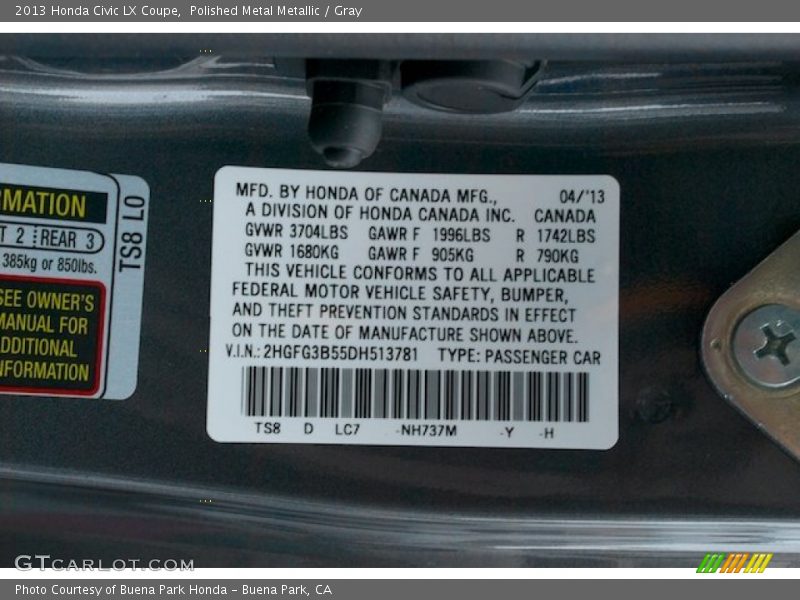 2013 Honda Civic LX Coupe, Polished Metal Metallic / Gray
MFD. BY HONDA OF CANADA MFG., 04/'13
A DIVISION OF HONDA CANADA INC. CANADA
GVWR 3704LBS GAWR F 1996LBS R 1742LBS
GVWR 1680KG GAWR F 905KG R 790KG
THIS VEHICLE CONFORMS TO ALL APPLICABLE
FEDERAL MOTOR VEHICLE SAFETY, BUMPER,
AND THEFT PREVENTION STANDARDS IN EFFECT
ON THE DATE OF MANUFACTURE SHOWN ABOVE.
V.I.N.: 2HGFG3B55DH513781 TYPE: PASSENGER CAR
TS8 D LC7 -NH737M -Y -H
RMATION
T 2 REAR 3
385kg or 850lbs.
SEE OWNER'S
MANUAL FOR
ADDITIONAL
INFORMATION
TS8 L0
GTCARLOT.COM
Photo Courtesy of Buena Park Honda - Buena Park, CA